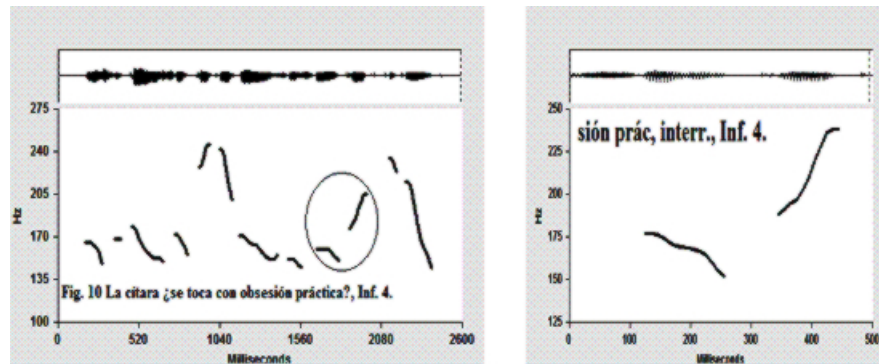 275
240
205
170
135
100
Hz
Fig. 10 La cítara ¿se toca con obsesión práctica?, Inf. 4.
0 520 1040 1560 2080 2600
Milliseconds
250
225
200
175
150
125
Hz
sión prác, interr., Inf. 4.
0 100 200 300 400 500
Milliseconds